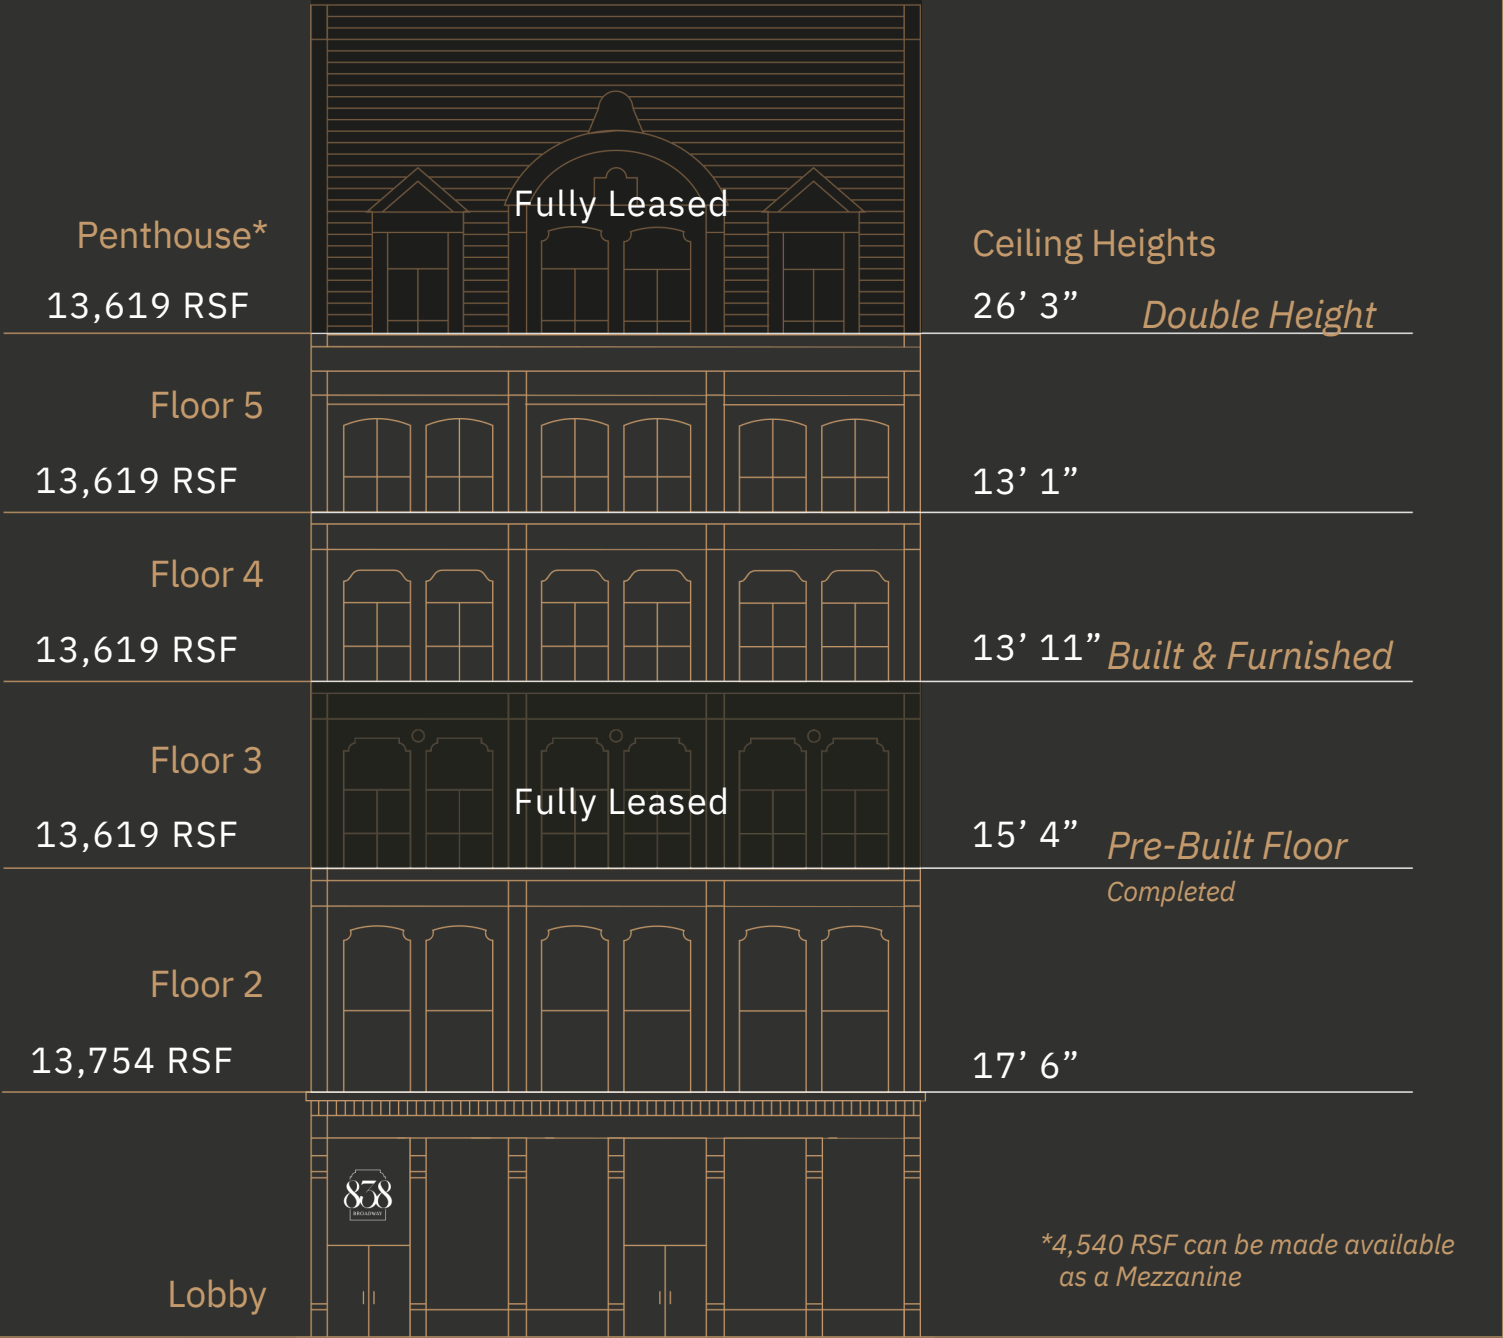 Fully Leased
Penthouse*
Ceiling Heights
13,619 RSF
26’ 3” Double Height
Floor 5
13,619 RSF
13’ 1”
Floor 4
13,619 RSF
13’ 11” Built & Furnished
Floor 3
Fully Leased
13,619 RSF
15’ 4” Pre-Built Floor
Completed
Floor 2
13,754 RSF
17’ 6”
838
BROADWAY
*4,540 RSF can be made available
as a Mezzanine
Lobby